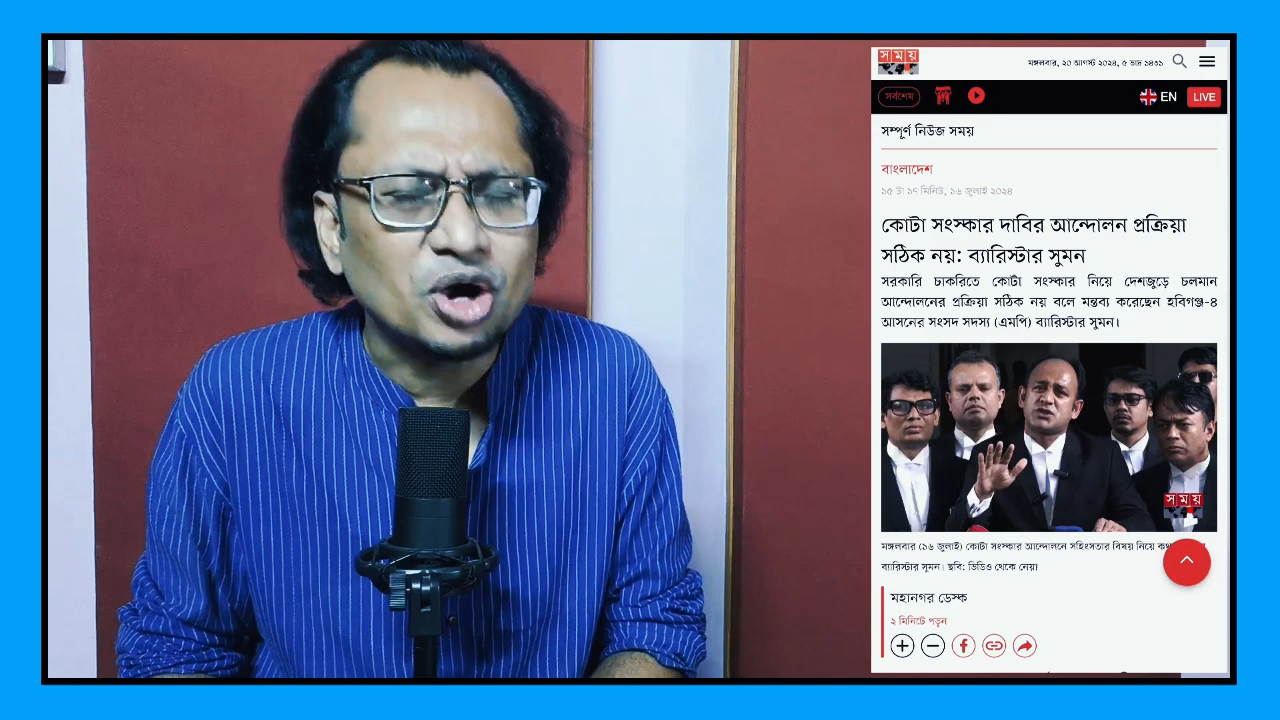 সময়
মঙ্গলবার, ২০ আগস্ট ২০২৪, ৫ ভাদ্র ১৪৩১
সর্বশেষ
EN
LIVE
সম্পূর্ণ নিউজ সময়
বাংলাদেশ
১৫ টা ১৭ মিনিট, ১৬ জুলাই ২০২৪
কোটা সংস্কার দাবির আন্দোলন প্রক্রিয়া
সঠিক নয়: ব্যারিস্টার সুমন
সরকারি চাকরিতে কোটা সংস্কার নিয়ে দেশজুড়ে চলমান
আন্দোলনের প্রক্রিয়া সঠিক নয় বলে মন্তব্য করেছেন হবিগঞ্জ-৪
আসনের সংসদ সদস্য (এমপি) ব্যারিস্টার সুমন।
সময়
মঙ্গলবার (১৬ জুলাই) কোটা সংস্কার আন্দোলনে সহিংসতার বিষয় নিয়ে
ব্যারিস্টার সুমন। ছবি: ভিডিও থেকে নেয়া
মহানগর ডেস্ক
২ মিনিটে পড়ুন